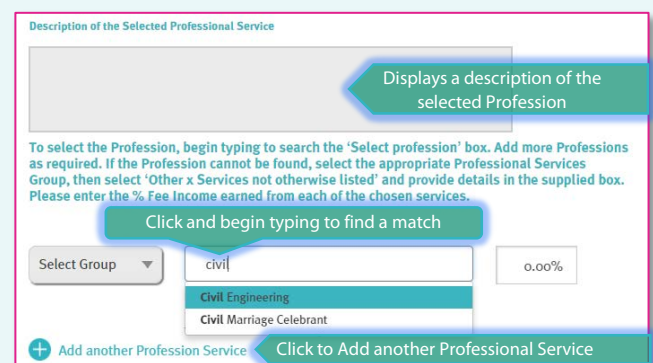 Description of the Selected Professional Service
Displays a description of the
selected Profession
To select the Profession, begin typing to search the ‘Select profession’ box. Add more Professions
as required. If the Profession cannot be found, select the appropriate Professional Services
Group, then select ‘Other x Services not otherwise listed’ and provide details in the supplied box.
Please enter the % Fee Income earned from each of the chosen services.
Click and begin typing to find a match
Select Group
civil
0.00%
Civil Engineering
Civil Marriage Celebrant
Add another Profession Service
Click to Add another Professional Service